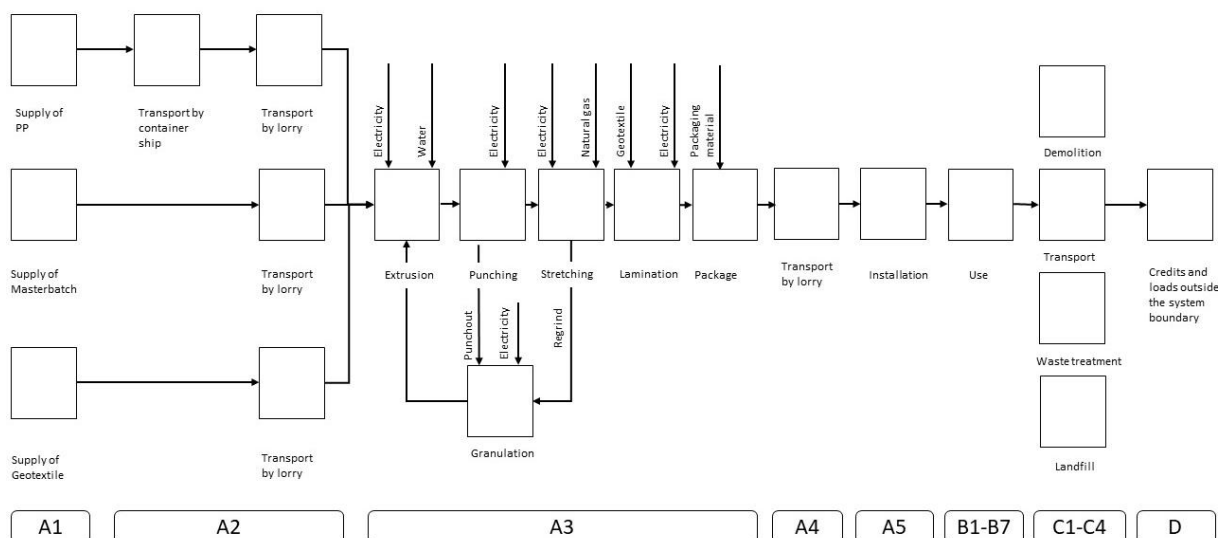 Supply of
PP
Transport by
container
ship
Transport
by lorry
Electricity
Water
Electricity
Electricity
Natural gas
Geotextile
Electricity
Packaging
material
Demolition
Supply of
Masterbatch
Transport
by lorry
Extrusion
Punching
Stretching
Lamination
Package
Transport
by lorry
Installation
Use
Transport
Credits and
loads outside
the system
boundary
Punchout
Electricity
Regrind
Waste treatment
Supply of
Geotextile
Transport
by lorry
Granulation
Landfill
A1
A2
A3
A4
A5
B1-B7
C1-C4
D